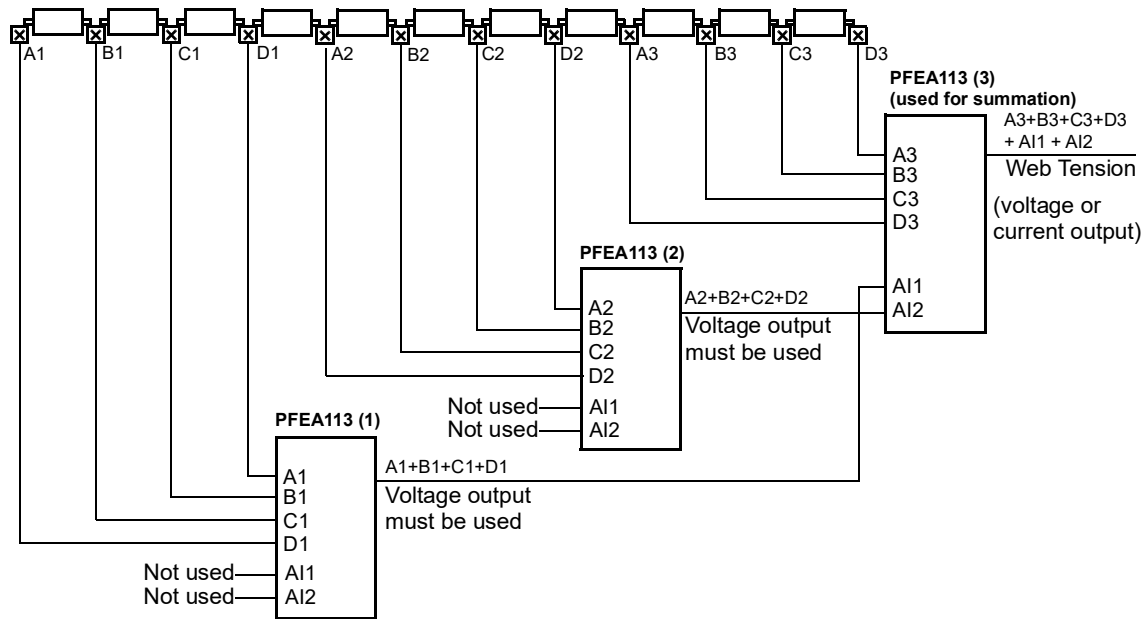 A1
B1
C1
D1
A2
B2
C2
D2
A3
B3
C3
D3
PFEA113 (3)
(used for summation)
A3
B3
C3
D3
AI1
AI2
A3+B3+C3+D3
+ AI1 + AI2
Web Tension
(voltage or
current output)
PFEA113 (2)
A2
B2
C2
D2
AI1
AI2
Not used
Not used
A2+B2+C2+D2
Voltage output
must be used
PFEA113 (1)
A1
B1
C1
D1
AI1
AI2
Not used
Not used
A1+B1+C1+D1
Voltage output
must be used